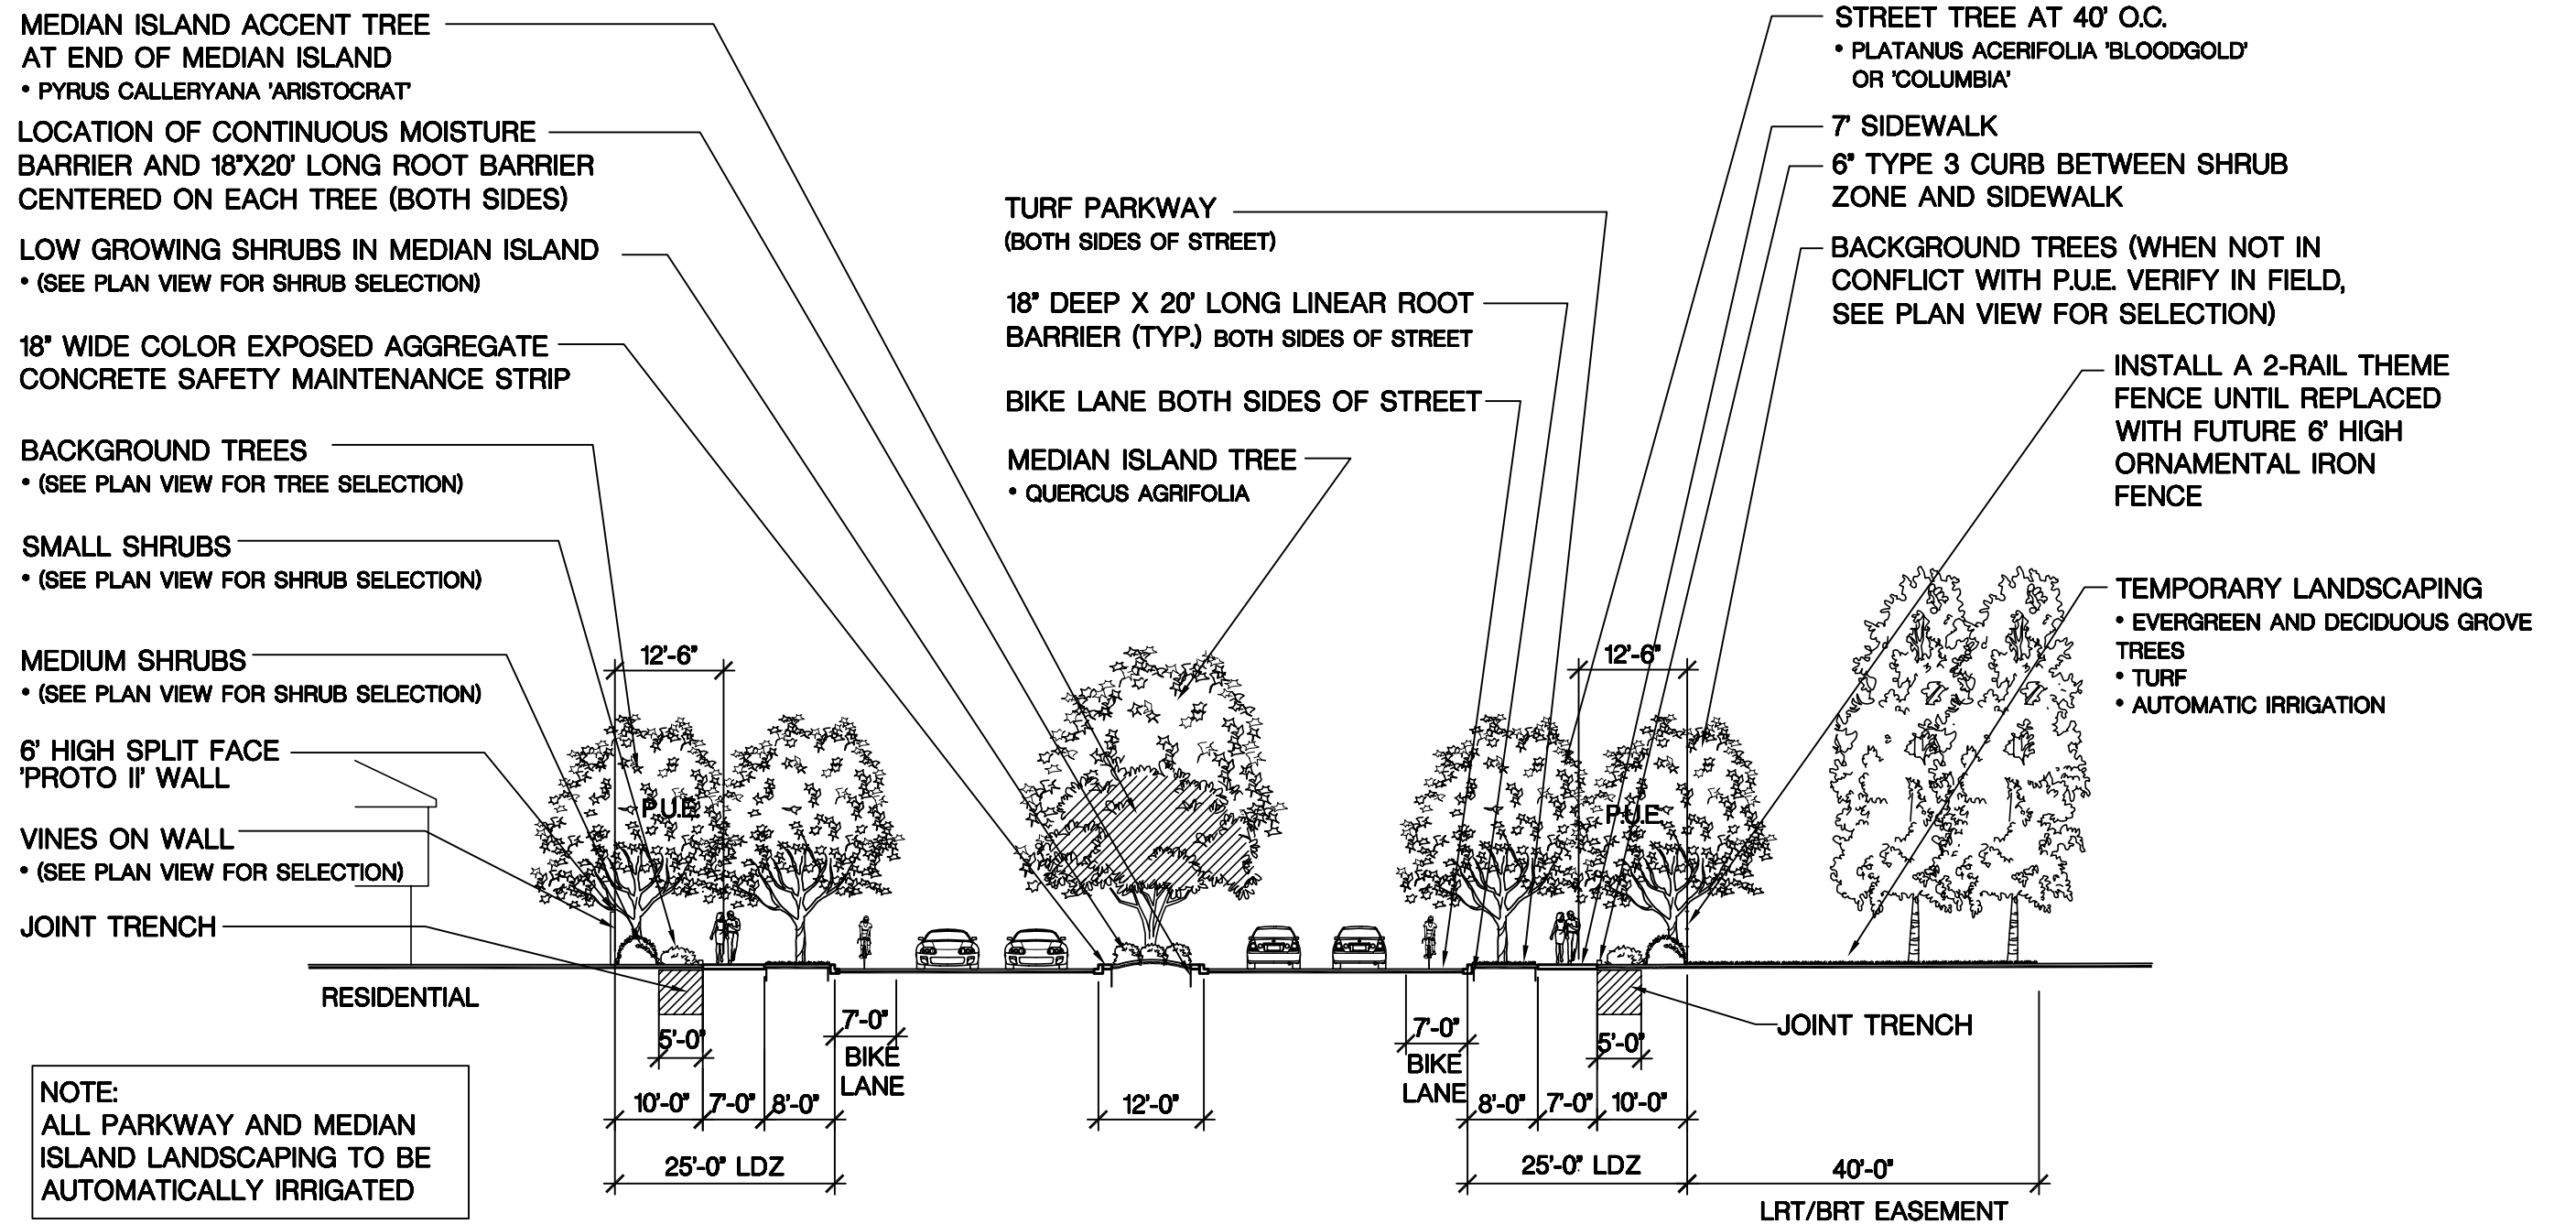 MEDIAN ISLAND ACCENT TREE
AT END OF MEDIAN ISLAND
• PYRUS CALLERYANA 'ARISTOCRAT'
LOCATION OF CONTINUOUS MOISTURE
BARRIER AND 18"X20' LONG ROOT BARRIER
CENTERED ON EACH TREE (BOTH SIDES)
LOW GROWING SHRUBS IN MEDIAN ISLAND
• (SEE PLAN VIEW FOR SHRUB SELECTION)
18" WIDE COLOR EXPOSED AGGREGATE
CONCRETE SAFETY MAINTENANCE STRIP
BACKGROUND TREES
• (SEE PLAN VIEW FOR TREE SELECTION)
SMALL SHRUBS
• (SEE PLAN VIEW FOR SHRUB SELECTION)
MEDIUM SHRUBS
• (SEE PLAN VIEW FOR SHRUB SELECTION)
6' HIGH SPLIT FACE
'PROTO II' WALL
VINES ON WALL
• (SEE PLAN VIEW FOR SELECTION)
JOINT TRENCH
RESIDENTIAL
NOTE:
ALL PARKWAY AND MEDIAN
ISLAND LANDSCAPING TO BE
AUTOMATICALLY IRRIGATED
TURF PARKWAY
(BOTH SIDES OF STREET)
18" DEEP X 20' LONG LINEAR ROOT
BARRIER (TYP.) BOTH SIDES OF STREET
BIKE LANE BOTH SIDES OF STREET
MEDIAN ISLAND TREE
• QUERCUS AGRIFOLIA
STREET TREE AT 40' O.C.
• PLATANUS ACERIFOLIA 'BLOODGOLD'
OR 'COLUMBIA'
7' SIDEWALK
6" TYPE 3 CURB BETWEEN SHRUB
ZONE AND SIDEWALK
BACKGROUND TREES (WHEN NOT IN
CONFLICT WITH P.U.E. VERIFY IN FIELD,
SEE PLAN VIEW FOR SELECTION)
INSTALL A 2-RAIL THEME
FENCE UNTIL REPLACED
WITH FUTURE 6' HIGH
ORNAMENTAL IRON
FENCE
TEMPORARY LANDSCAPING
• EVERGREEN AND DECIDUOUS GROVE
TREES
• TURF
• AUTOMATIC IRRIGATION
12'-6"
P.U.E.
12'-6"
P.U.E.
5'-0"
7'-0"
BIKE
LANE
10'-0"
7'-0"
8'-0"
25'-0" LDZ
12'-0"
7'-0"
BIKE
LANE
5'-0"
JOINT TRENCH
8'-0"
7'-0"
10'-0"
25'-0" LDZ
40'-0"
LRT/BRT EASEMENT